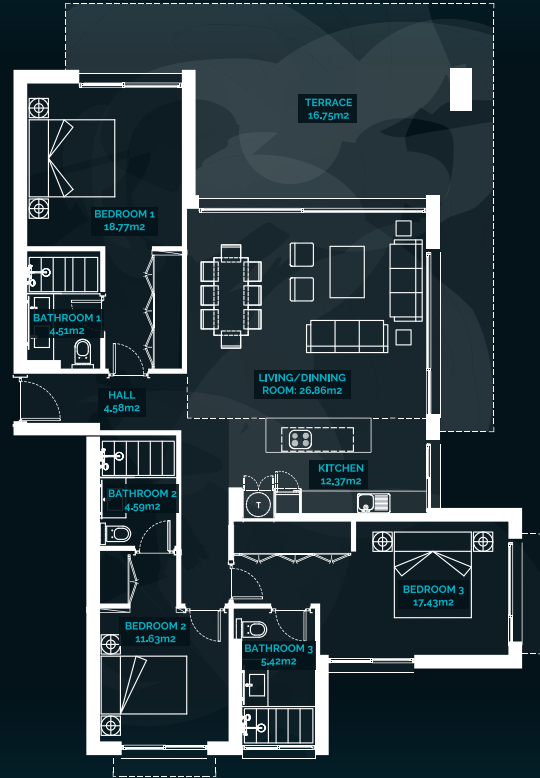 TERRACE
16.75m2
BEDROOM 1
18.77m2
BATHROOM 1
4.51m2
HALL
4.58m2
LIVING/DINNING
ROOM: 26.86m2
KITCHEN
12.37m2
BATHROOM 2
4.59m2
T
BEDROOM 3
17.43m2
BEDROOM 2
11.63m2
BATHROOM 3
5.42m2